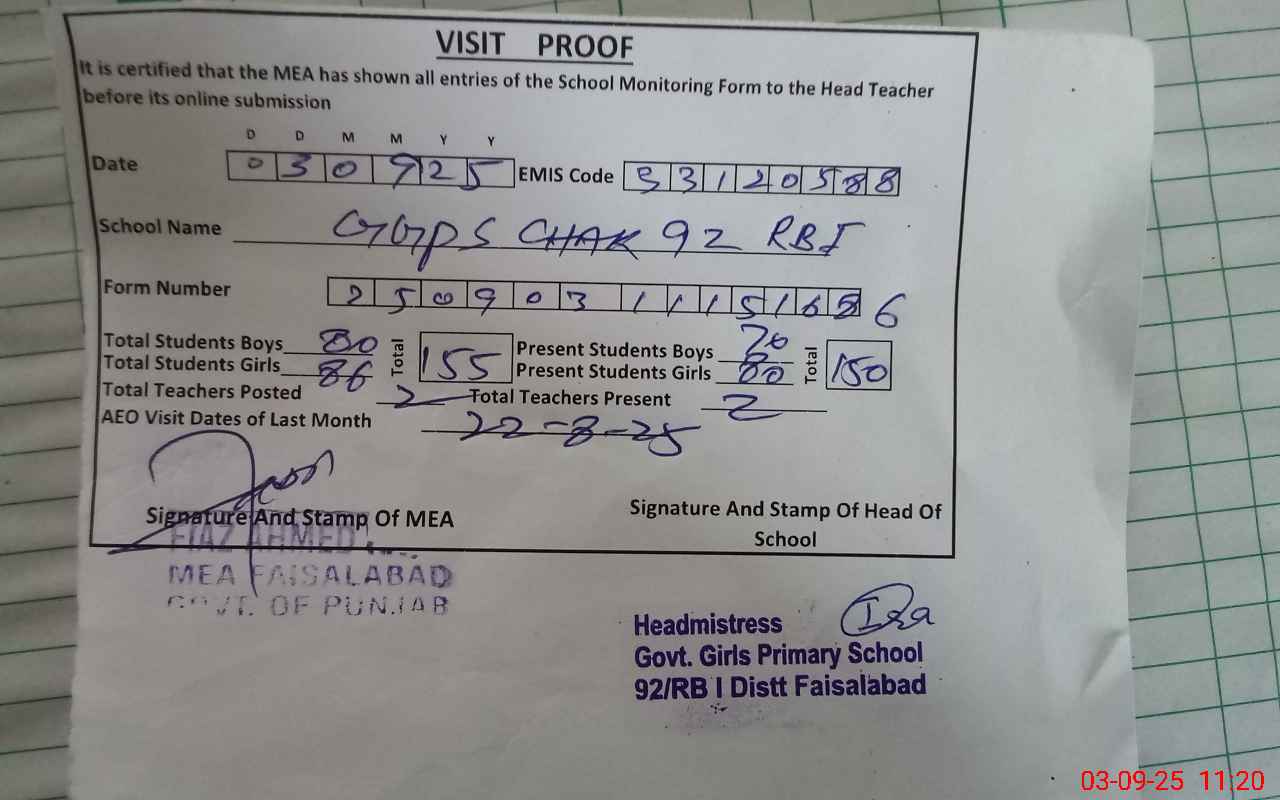 VISIT PROOF
It is certified that the MEA has shown all entries of the School Monitoring Form to the Head Teacher
before its online submission
D D M M Y Y
Date 0 3 0 9 2 5 EMIS Code 3 3 1 2 0 5 8 8
School Name GGPS CHAK 92 RBI
Form Number 2 5 0 9 0 3 1 1 1 5 1 6 6
Total Students Boys 80 Total 155 Present Students Boys 70 Total 150
Total Students Girls 86 Present Students Girls 80
Total Teachers Posted 2 Total Teachers Present 2
AEO Visit Dates of Last Month 22-8-25
Signature And Stamp Of MEA
Signature And Stamp Of Head Of
School
FIAZ AHMED
MEA FAISALABAD
GOVT. OF PUNJAB
Headmistress Iqa
Govt. Girls Primary School
92/RB I Distt Faisalabad
03-09-25 11:20